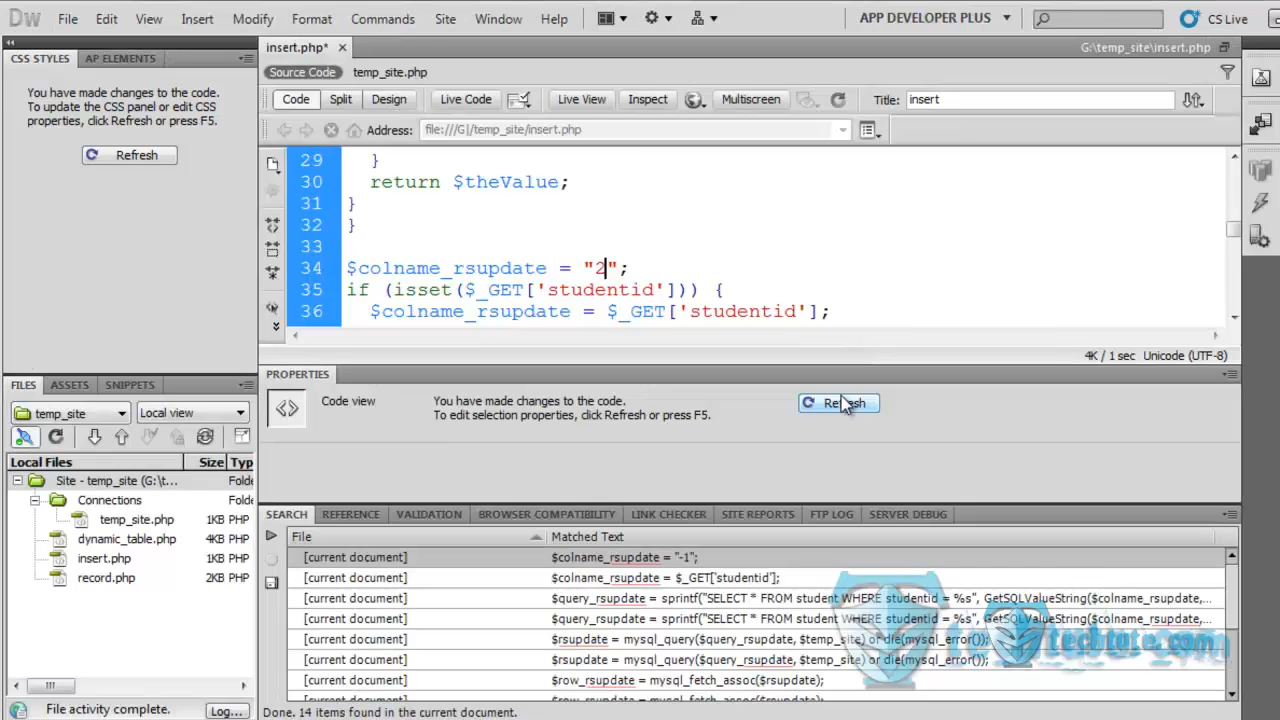 Dw File Edit View Insert Modify Format Commands Site Window Help APP DEVELOPER PLUS CS Live
CSS STYLES AP ELEMENTS
You have made changes to the code.
To update the CSS panel or edit CSS
properties, click Refresh or press F5.
Refresh
insert.php* G:\temp_site\insert.php
Source Code temp_site.php
Code Split Design Live Code Live View Inspect Multiscreen Title: insert
Address: file:///G|/temp_site/insert.php
29 }
30 return $theValue;
31 }
32 }
33
34 $colname_rsupdate = "2";
35 if (isset($_GET['studentid'])) {
36 $colname_rsupdate = $_GET['studentid'];
4K / 1 sec Unicode (UTF-8)
PROPERTIES
Code view
You have made changes to the code.
To edit selection properties, click Refresh or press F5.
Refresh
FILES ASSETS SNIPPETS
temp_site Local view
Local Files Size Typ
Site - temp_site (G:\t... Folde
Connections Folde
temp_site.php 1KB PHP
dynamic_table.php 4KB PHP
insert.php 1KB PHP
record.php 2KB PHP
File activity complete. Log...
SEARCH REFERENCE VALIDATION BROWSER COMPATIBILITY LINK CHECKER SITE REPORTS FTP LOG SERVER DEBUG
File Matched Text
[current document] $colname_rsupdate = "-1";
[current document] $colname_rsupdate = $_GET['studentid'];
[current document] $query_rsupdate = sprintf("SELECT * FROM student WHERE studentid = %s", GetSQLValueString($colname_rsupdate,...
[current document] $query_rsupdate = sprintf("SELECT * FROM student WHERE studentid = %s", GetSQLValueString($colname_rsupdate,...
[current document] $rsupdate = mysql_query($query_rsupdate, $temp_site) or die(mysql_error());
[current document] $rsupdate = mysql_query($query_rsupdate, $temp_site) or die(mysql_error());
[current document] $row_rsupdate = mysql_fetch_assoc($rsupdate);
[current document] $row_rsupdate = mysql_fetch_assoc($rsupdate);
Done. 14 items found in the current document.